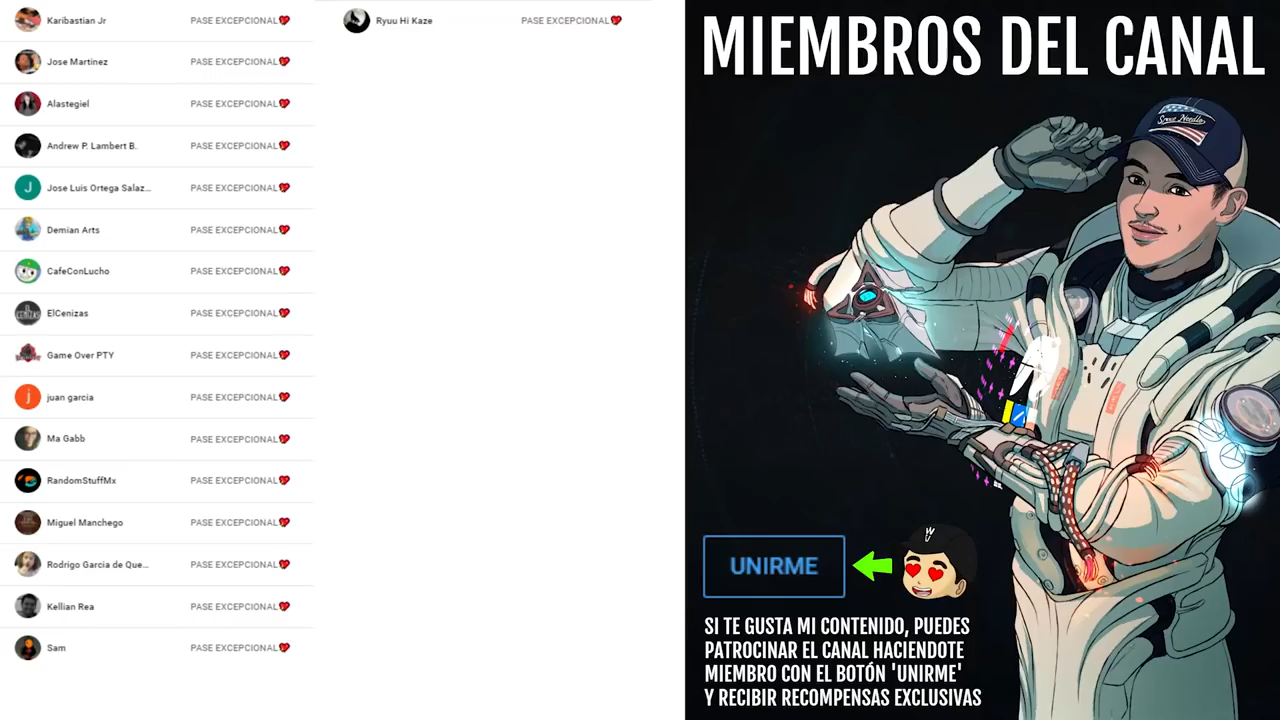 Karibastian Jr PASE EXCEPCIONAL
Jose Martinez PASE EXCEPCIONAL
Alastegiel PASE EXCEPCIONAL
Andrew P. Lambert B. PASE EXCEPCIONAL
J Jose Luis Ortega Salaz... PASE EXCEPCIONAL
Demian Arts PASE EXCEPCIONAL
CafeConLucho PASE EXCEPCIONAL
ElCenizas PASE EXCEPCIONAL
Game Over PTY PASE EXCEPCIONAL
j juan garcia PASE EXCEPCIONAL
Ma Gabb PASE EXCEPCIONAL
RandomStuffMx PASE EXCEPCIONAL
Miguel Manchego PASE EXCEPCIONAL
Rodrigo Garcia de Que... PASE EXCEPCIONAL
Kellian Rea PASE EXCEPCIONAL
Sam PASE EXCEPCIONAL
Ryuu Hi Kaze PASE EXCEPCIONAL
MIEMBROS DEL CANAL
Space Needle
UNIRME
SI TE GUSTA MI CONTENIDO, PUEDES
PATROCINAR EL CANAL HACIENDOTE
MIEMBRO CON EL BOTÓN 'UNIRME'
Y RECIBIR RECOMPENSAS EXCLUSIVAS